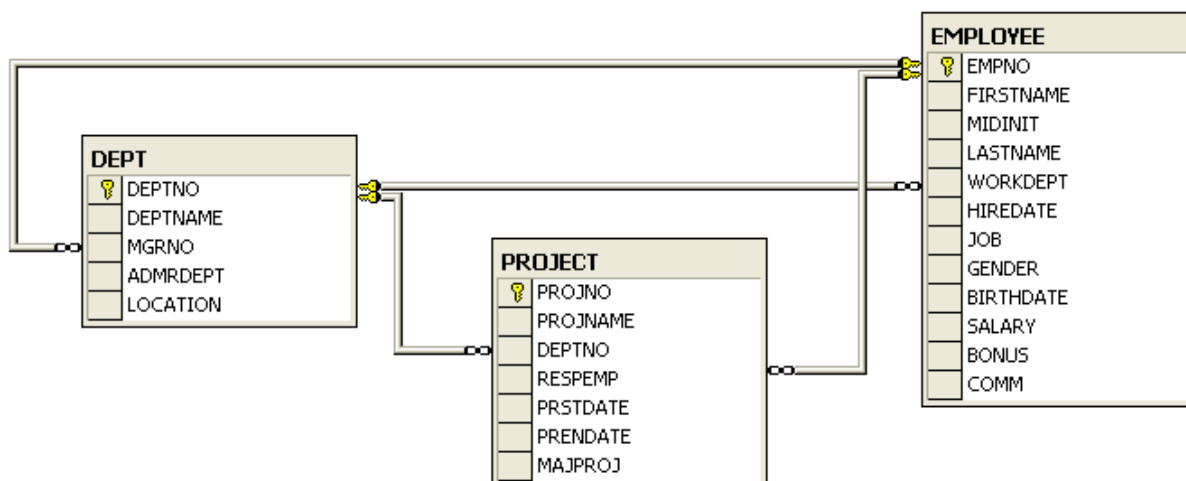 EMPLOYEE
EMPNO
FIRSTNAME
MIDINIT
LASTNAME
WORKDEPT
HIREDATE
JOB
GENDER
BIRTHDATE
SALARY
BONUS
COMM
DEPT
DEPTNO
DEPTNAME
MGRNO
ADMRDEPT
LOCATION
PROJECT
PROJNO
PROJNAME
DEPTNO
RESPEMP
PRSTDATE
PRENDATE
MAJPROJ